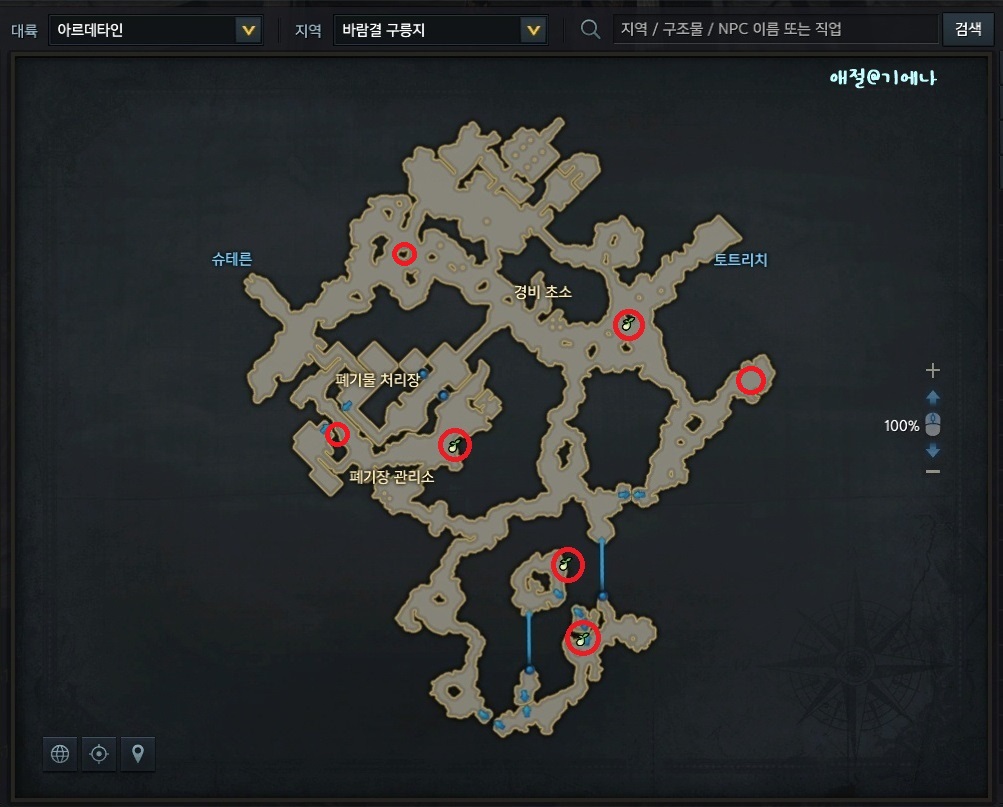 대륙 아르데타인 지역 바람결 구릉지 지역 / 구조물 / NPC 이름 또는 직업 검색
애절@기에나
슈테른
토트리치
경비 초소
폐기물 처리장
100%
폐기장 관리소